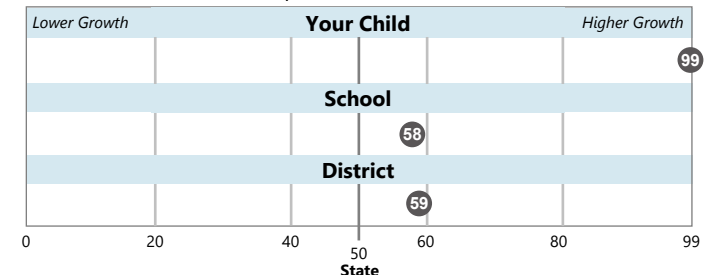 Lower Growth Your Child Higher Growth
99
School
58
District
59
0 20 40 50 60 80 99
State